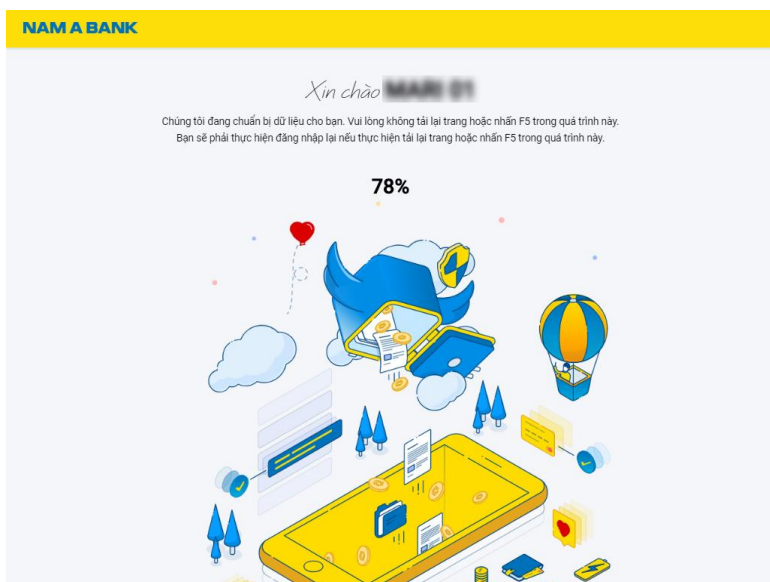 NAM A BANK
Xin chào
Chúng tôi đang chuẩn bị dữ liệu cho bạn. Vui lòng không tải lại trang hoặc nhấn F5 trong quá trình này.
Bạn sẽ phải thực hiện đăng nhập lại nếu thực hiện tải lại trang hoặc nhấn F5 trong quá trình này.
78%